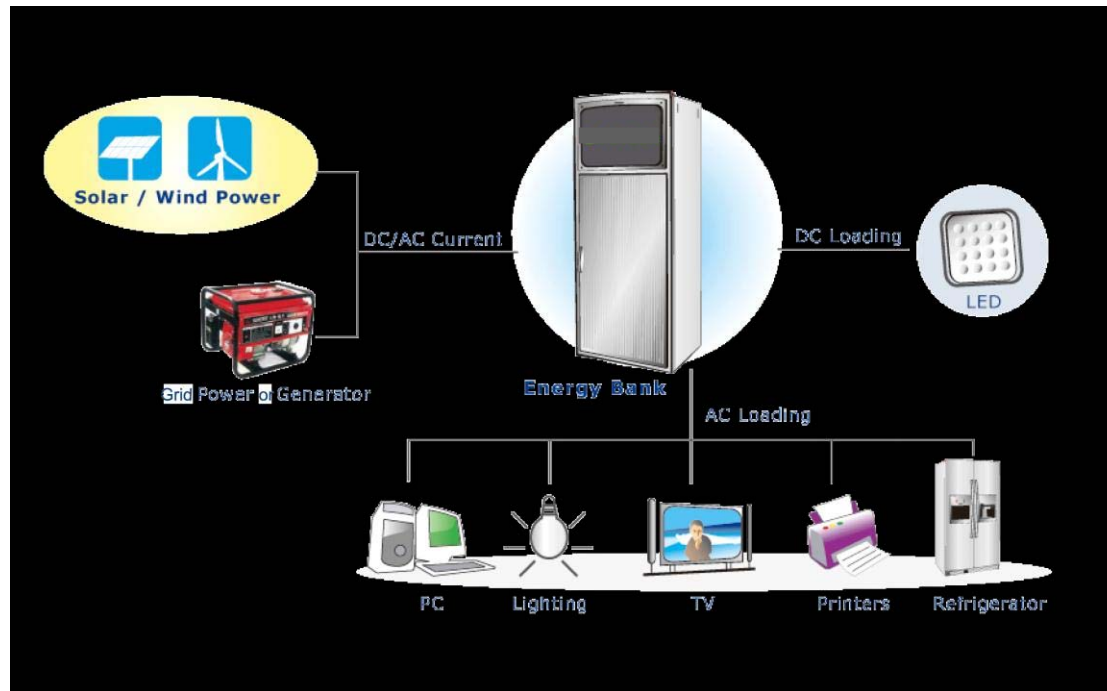 Solar / Wind Power
DC/AC Current
DC Loading
LED
Grid Power or Generator
Energy Bank
AC Loading
PC
Lighting
TV
Printers
Refrigerator